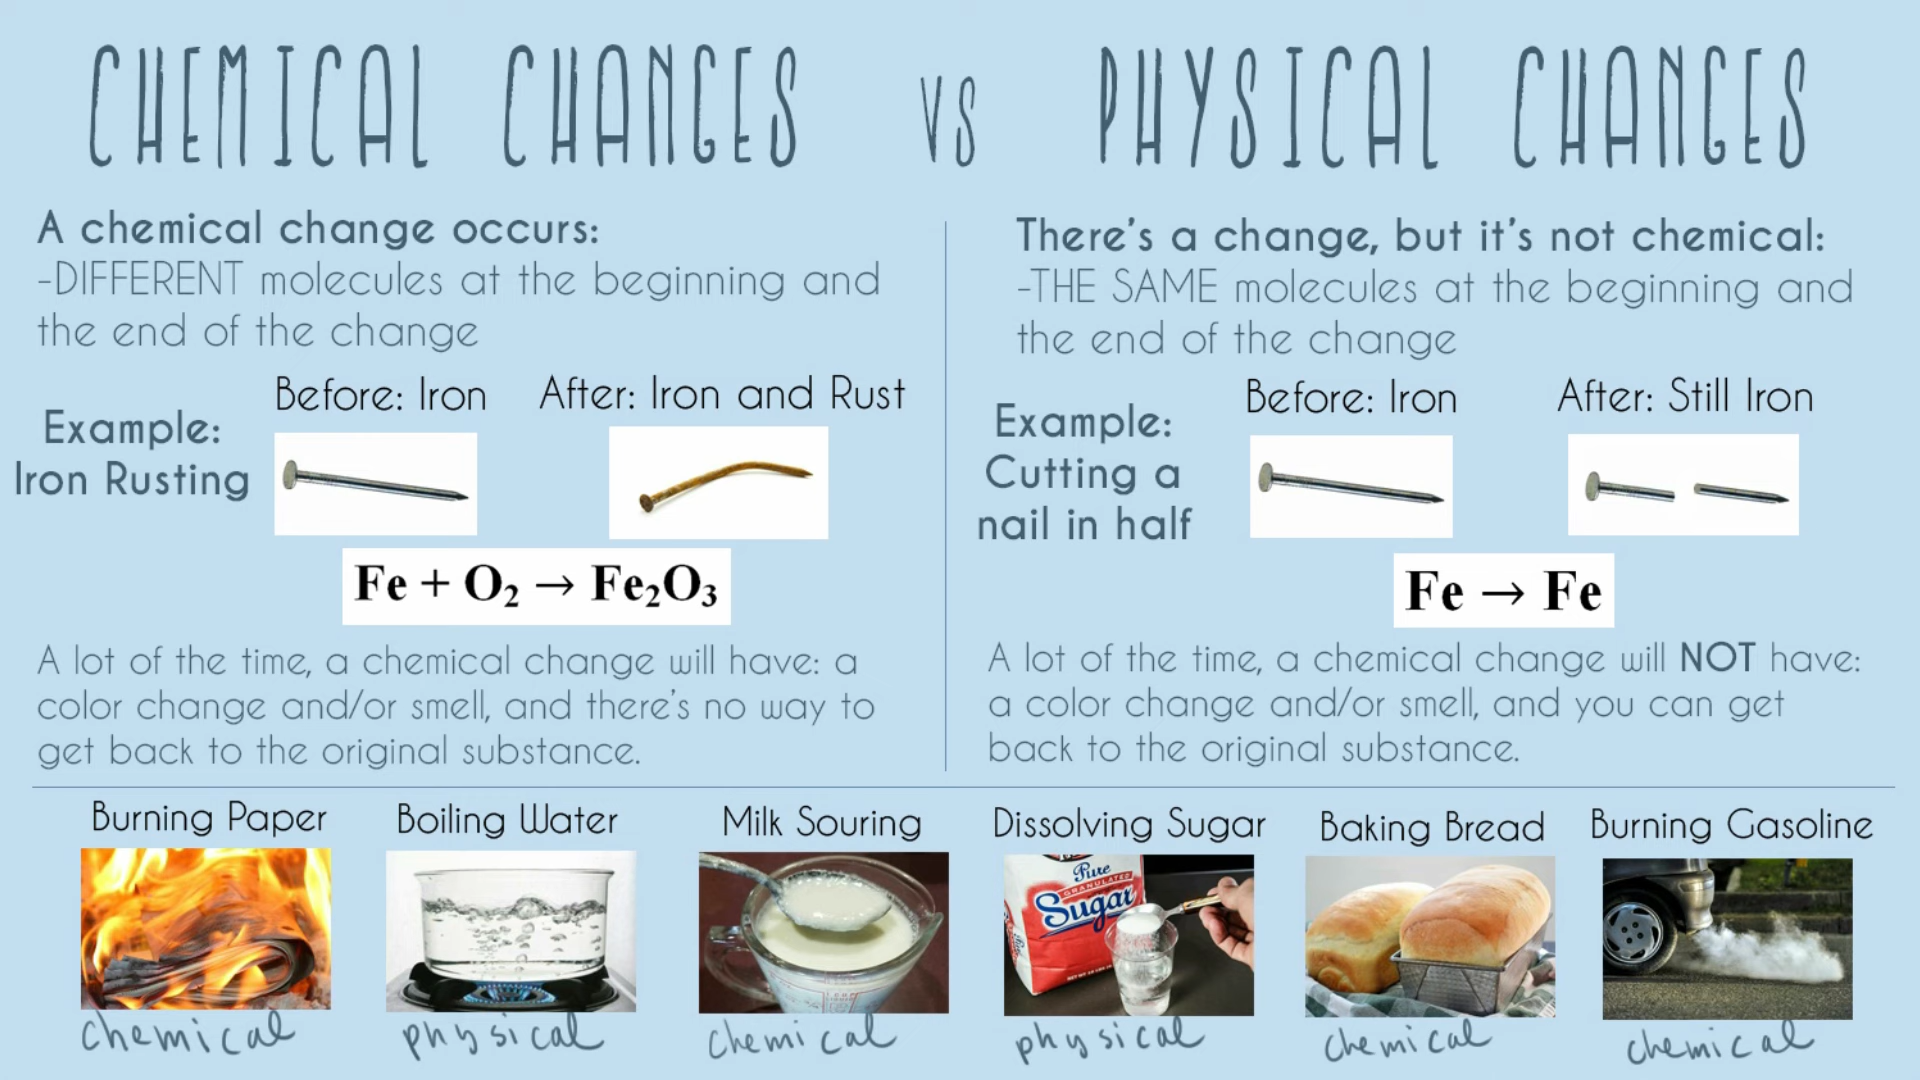 CHEMICAL CHANGES VS PHYSICAL CHANGES
A chemical change occurs:
-DIFFERENT molecules at the beginning and
the end of the change
Example:
Iron Rusting
Before: Iron
After: Iron and Rust
Fe + O₂ → Fe₂O₃
A lot of the time, a chemical change will have: a
color change and/or smell, and there's no way to
get back to the original substance.
There's a change, but it's not chemical:
-THE SAME molecules at the beginning and
the end of the change
Example:
Cutting a
nail in half
Before: Iron
After: Still Iron
Fe → Fe
A lot of the time, a chemical change will NOT have:
a color change and/or smell, and you can get
back to the original substance.
Burning Paper
chemical
Boiling Water
physical
Milk Souring
chemical
Dissolving Sugar
Pure
GRANULATED
Sugar
physical
Baking Bread
chemical
Burning Gasoline
chemical